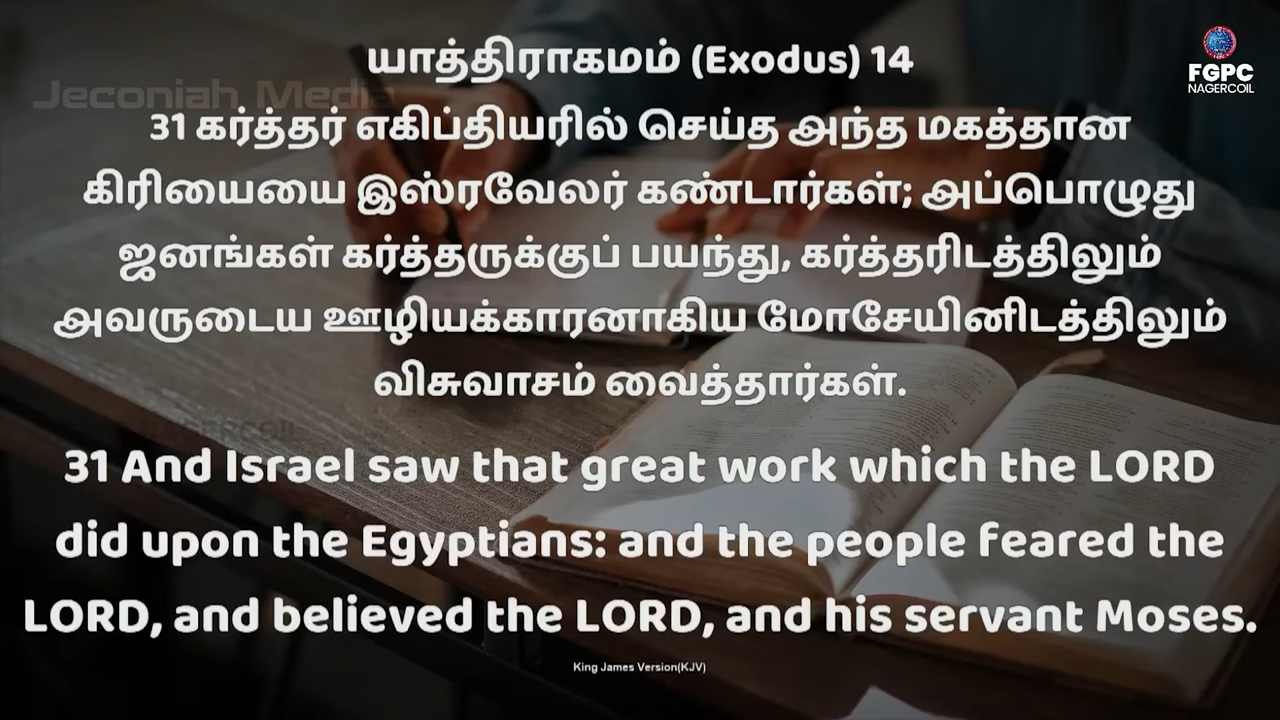 யாத்திராகமம் (Exodus) 14
FGPC
NAGERCOIL
Jeconiah Media
31 கர்த்தர் எகிப்தியரில் செய்த அந்த மகத்தான
கிரியையை இஸ்ரவேலர் கண்டார்கள்; அப்பொழுது
ஜனங்கள் கர்த்தருக்குப் பயந்து, கர்த்தரிடத்திலும்
அவருடைய ஊழியக்காரனாகிய மோசேயினிடத்திலும்
விசுவாசம் வைத்தார்கள்.
NAGERCOIL
31 And Israel saw that great work which the LORD
did upon the Egyptians: and the people feared the
LORD, and believed the LORD, and his servant Moses.
King James Version(KJV)